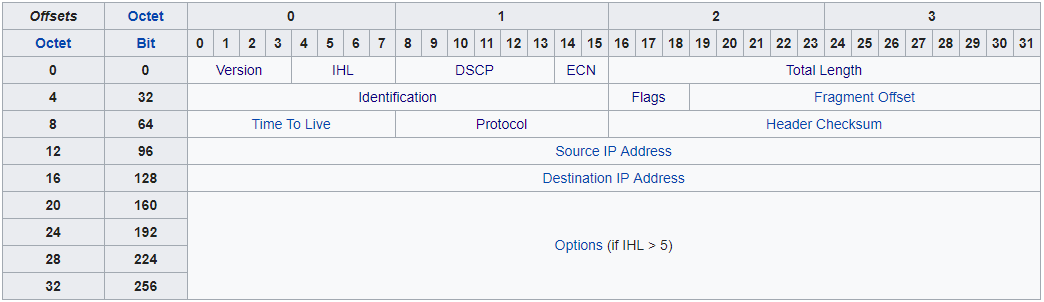 Offsets Octet 0 1 2 3
Octet Bit 0 1 2 3 4 5 6 7 8 9 10 11 12 13 14 15 16 17 18 19 20 21 22 23 24 25 26 27 28 29 30 31
0 0 Version IHL DSCP ECN Total Length
4 32 Identification Flags Fragment Offset
8 64 Time To Live Protocol Header Checksum
12 96 Source IP Address
16 128 Destination IP Address
20 160
24 192
Options (if IHL > 5)
28 224
32 256